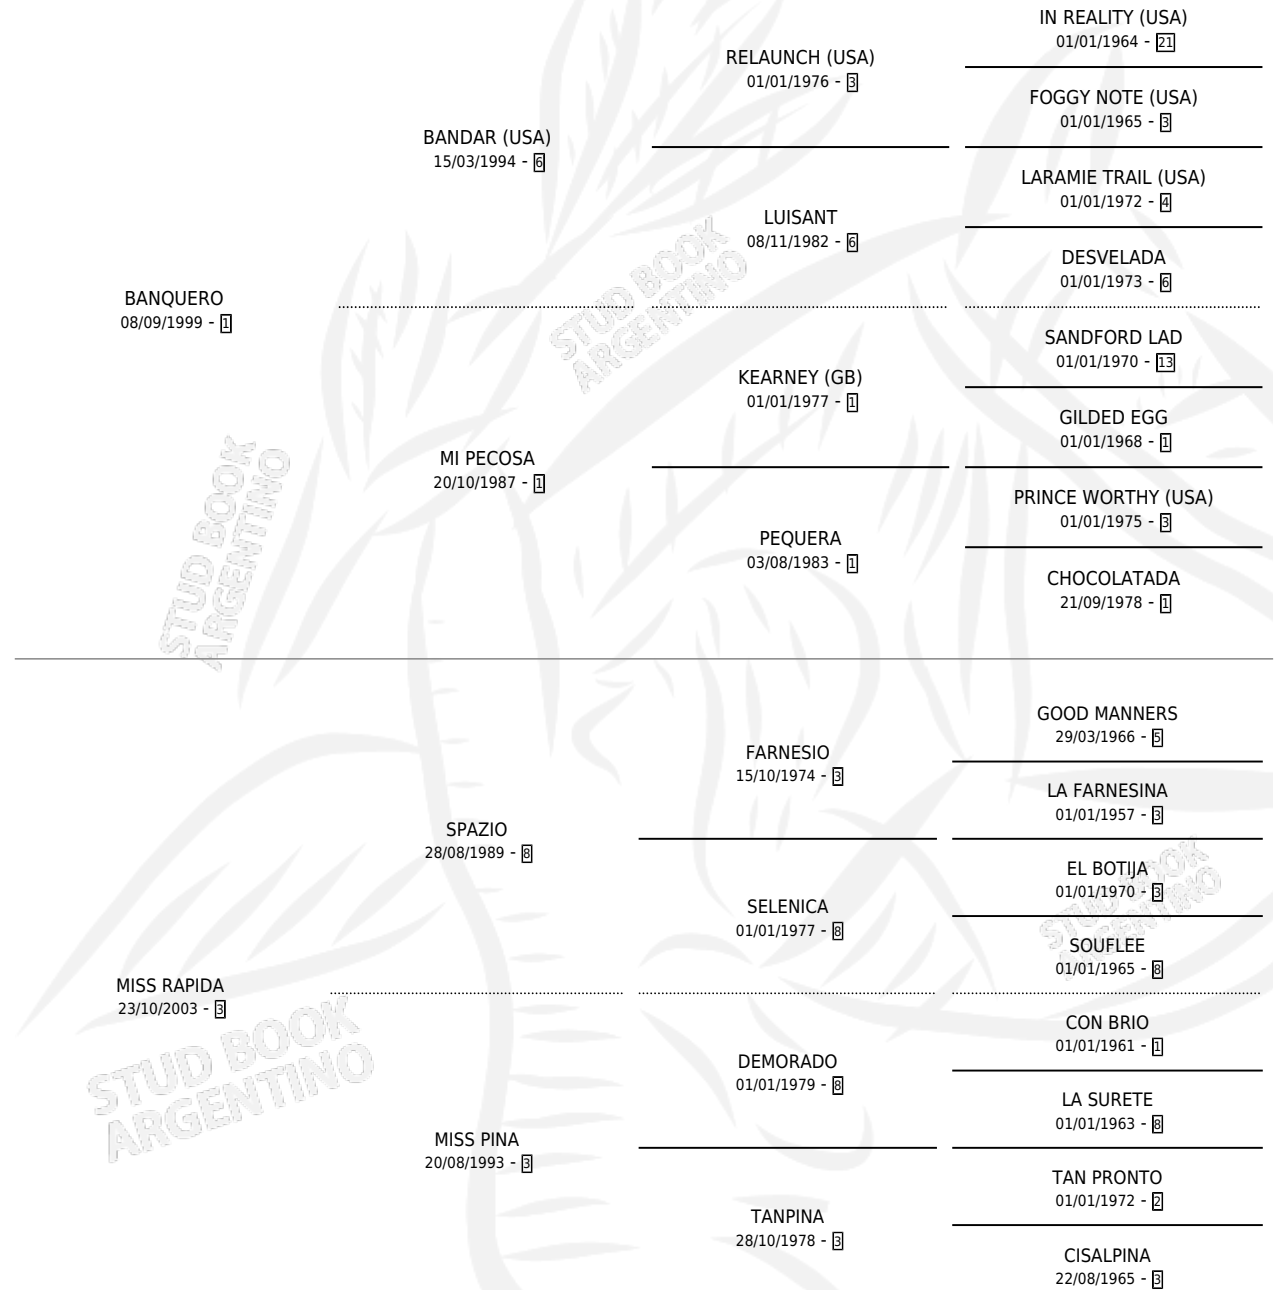 IN REALITY (USA)
01/01/1964 - 21
RELAUNCH (USA)
01/01/1976 - 3
FOGGY NOTE (USA)
01/01/1965 - 3
BANDAR (USA)
15/03/1994 - 6
LARAMIE TRAIL (USA)
01/01/1972 - 4
LUISANT
08/11/1982 - 6
DESVELADA
01/01/1973 - 6
BANQUERO
08/09/1999 - 1
STUD BOOK
ARGENTINO
SANDFORD LAD
01/01/1970 - 13
KEARNEY (GB)
01/01/1977 - 1
GILDED EGG
01/01/1968 - 1
MI PECOSA
20/10/1987 - 1
PRINCE WORTHY (USA)
01/01/1975 - 3
PEQUERA
03/08/1983 - 1
CHOCOLATADA
21/09/1978 - 1
STUD BOOK
ARGENTINO
GOOD MANNERS
29/03/1966 - 5
FARNESIO
15/10/1974 - 3
LA FARNESINA
01/01/1957 - 3
SPAZIO
28/08/1989 - 8
EL BOTIJA
01/01/1970 - 3
SELENICA
01/01/1977 - 8
SOUFLEE
01/01/1965 - 8
STUD BOOK
ARGENTINO
MISS RAPIDA
23/10/2003 - 3
CON BRIO
01/01/1961 - 1
DEMORADO
01/01/1979 - 8
LA SURETE
01/01/1963 - 8
STUD BOOK
ARGENTINO
MISS PINA
20/08/1993 - 3
TAN PRONTO
01/01/1972 - 2
TANPINA
28/10/1978 - 3
CISALPINA
22/08/1965 - 3